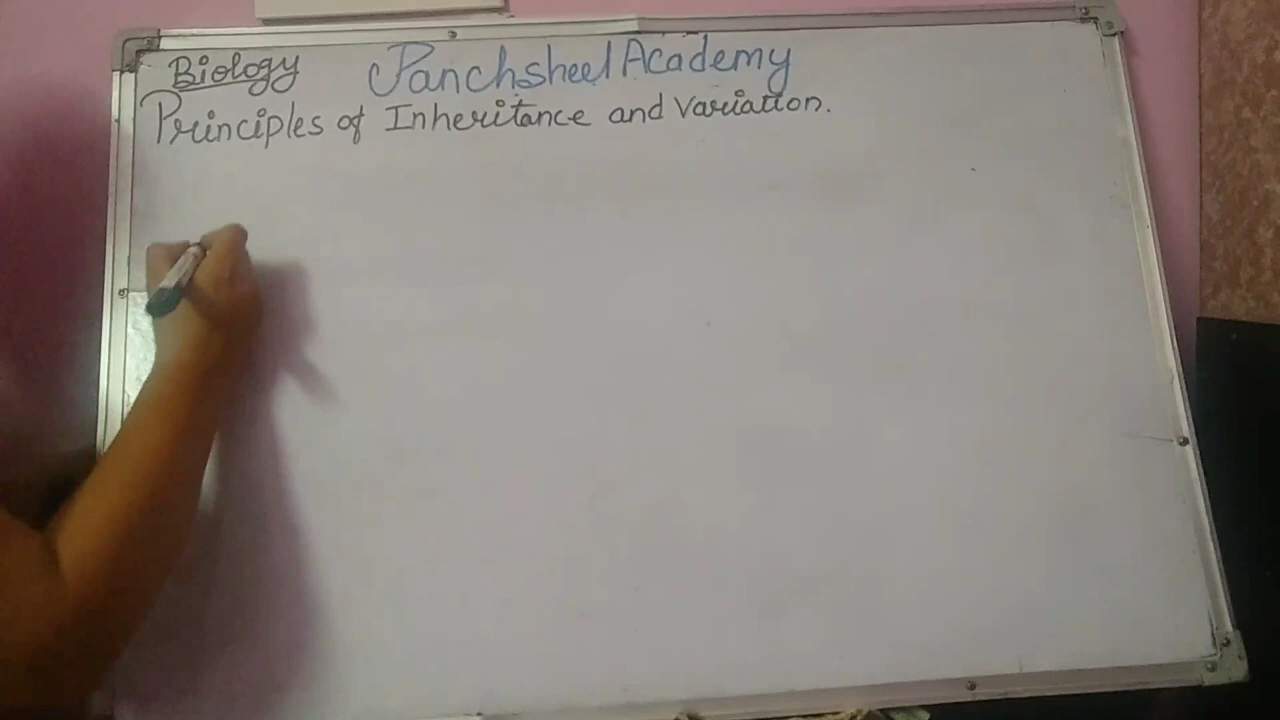 Biology Panchsheel Academy
Principles of Inheritance and Variation.